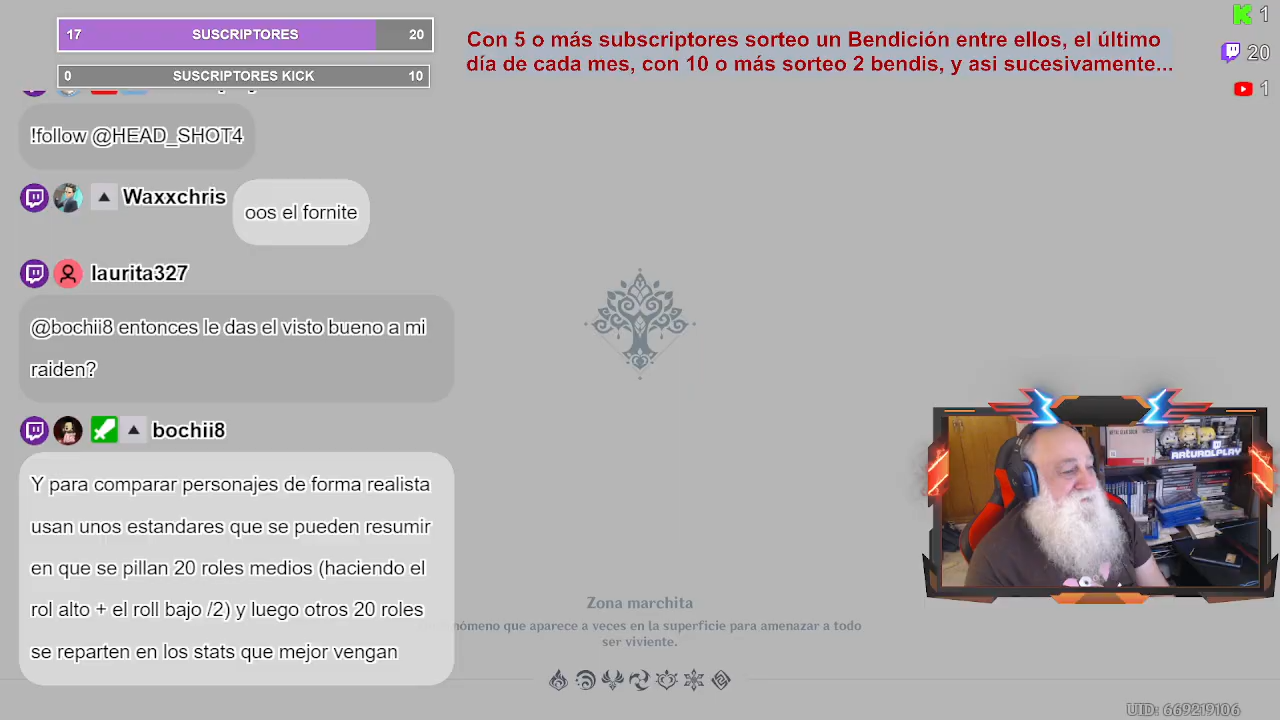 17 SUSCRIPTORES 20
0 SUSCRIPTORES KICK 10
Con 5 o más subscriptores sorteo un Bendición entre ellos, el último
día de cada mes, con 10 o más sorteo 2 bendis, y asi sucesivamente...
1
20
1
!follow @HEAD_SHOT4
Waxxchris
oos el fornite
laurita327
@bochii8 entonces le das el visto bueno a mi
raiden?
bochii8
Y para comparar personajes de forma realista
usan unos estandares que se pueden resumir
en que se pillan 20 roles medios (haciendo el
rol alto + el roll bajo /2) y luego otros 20 roles
se reparten en los stats que mejor vengan
ARTUROLPLAY
Zona marchita
nómeno que aparece a veces en la superficie para amenazar a todo
ser viviente.
UID: 669219106